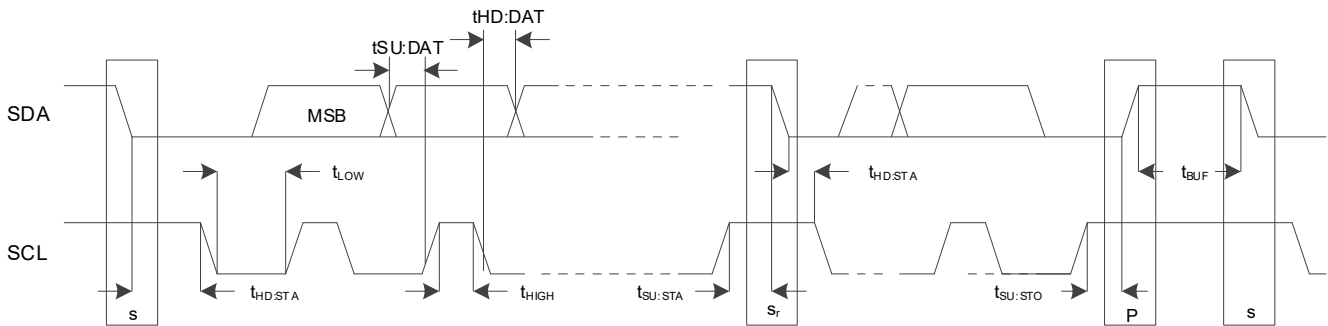 tHD:DAT
tSU:DAT
SDA
MSB
tLOW
tHD:STA
tBUF
SCL
tHD:STA
tHIGH
tSU:STA
tSU:STO
s
sr
P
s